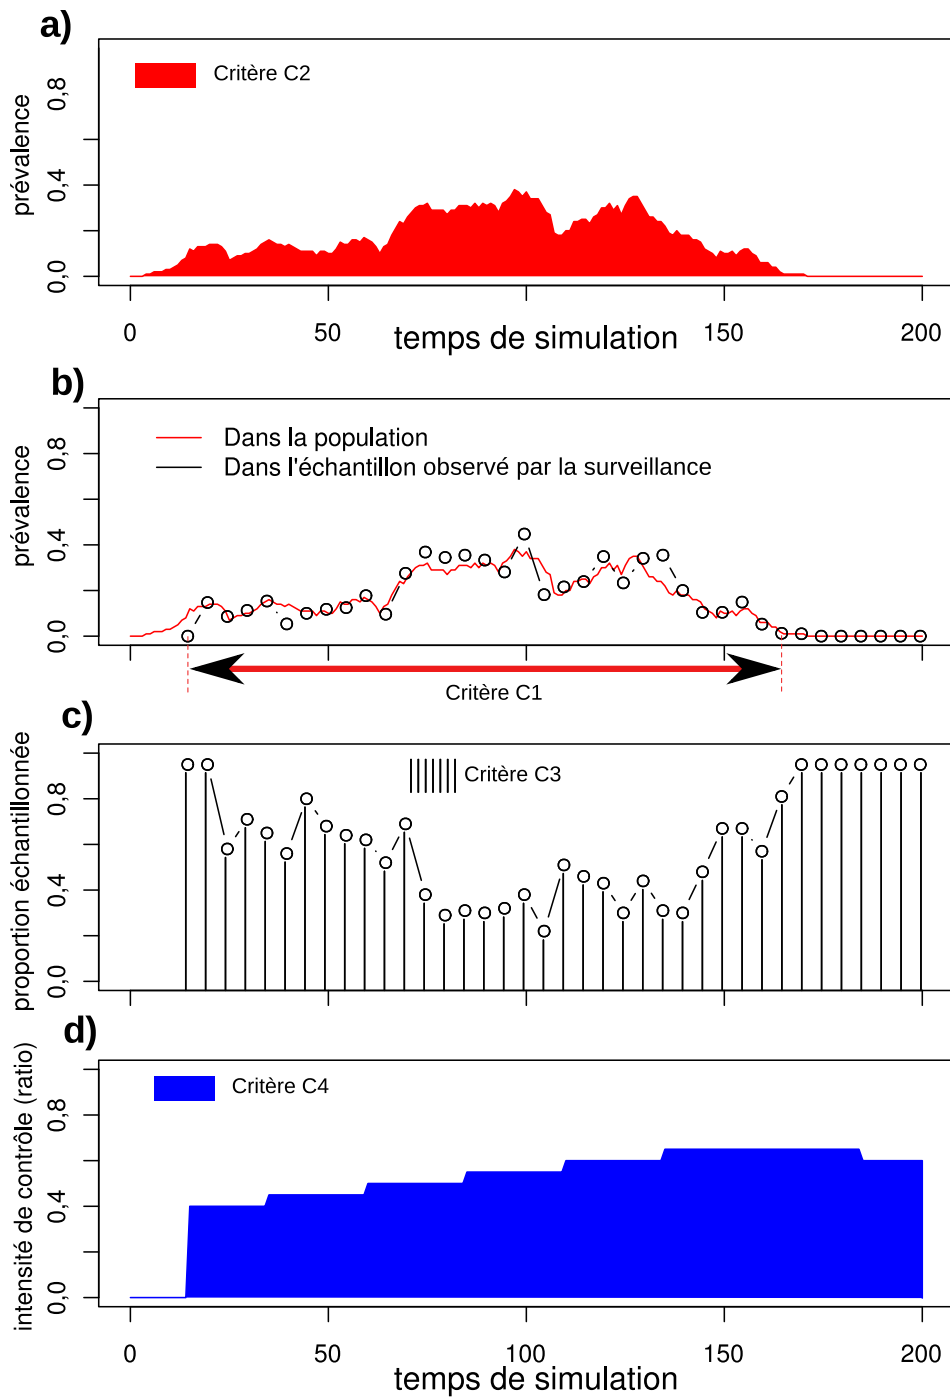 a)
Critère C2
prévalence
0,0 0,4 0,8
0 50 100 150 200
temps de simulation
b)
Dans la population
Dans l'échantillon observé par la surveillance
prévalence
0,0 0,4 0,8
Critère C1
c)
Critère C3
proportion échantillonnée
0,0 0,4 0,8
d)
Critère C4
intensité de contrôle (ratio)
0,0 0,4 0,8
0 50 100 150 200
temps de simulation